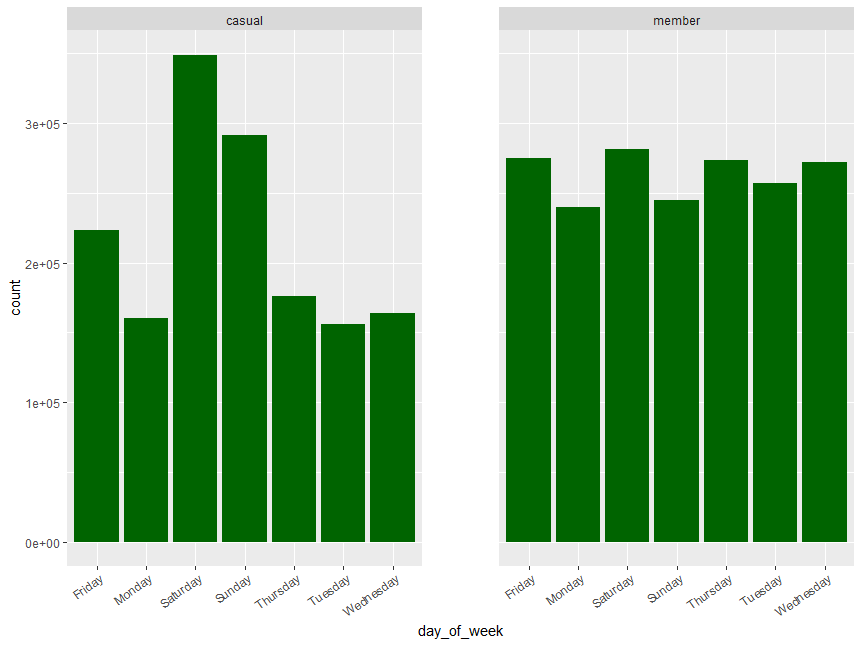 casual
member
3e+05
2e+05
1e+05
0e+00
count
Friday
Monday
Saturday
Sunday
Thursday
Tuesday
Wednesday
Friday
Monday
Saturday
Sunday
Thursday
Tuesday
Wednesday
day_of_week